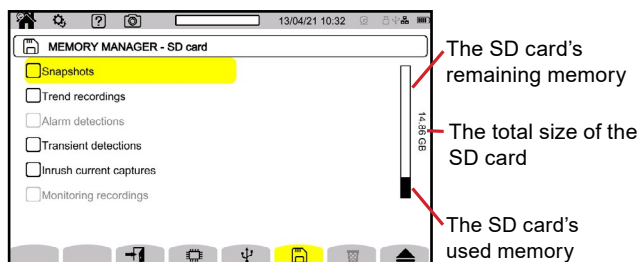 ?
13/04/21 10:32
MEMORY MANAGER - SD card
Snapshots
Trend recordings
Alarm detections
Transient detections
Inrush current captures
Monitoring recordings
14.86 GB
The SD card’s
remaining memory
The total size of the
SD card
The SD card’s
used memory